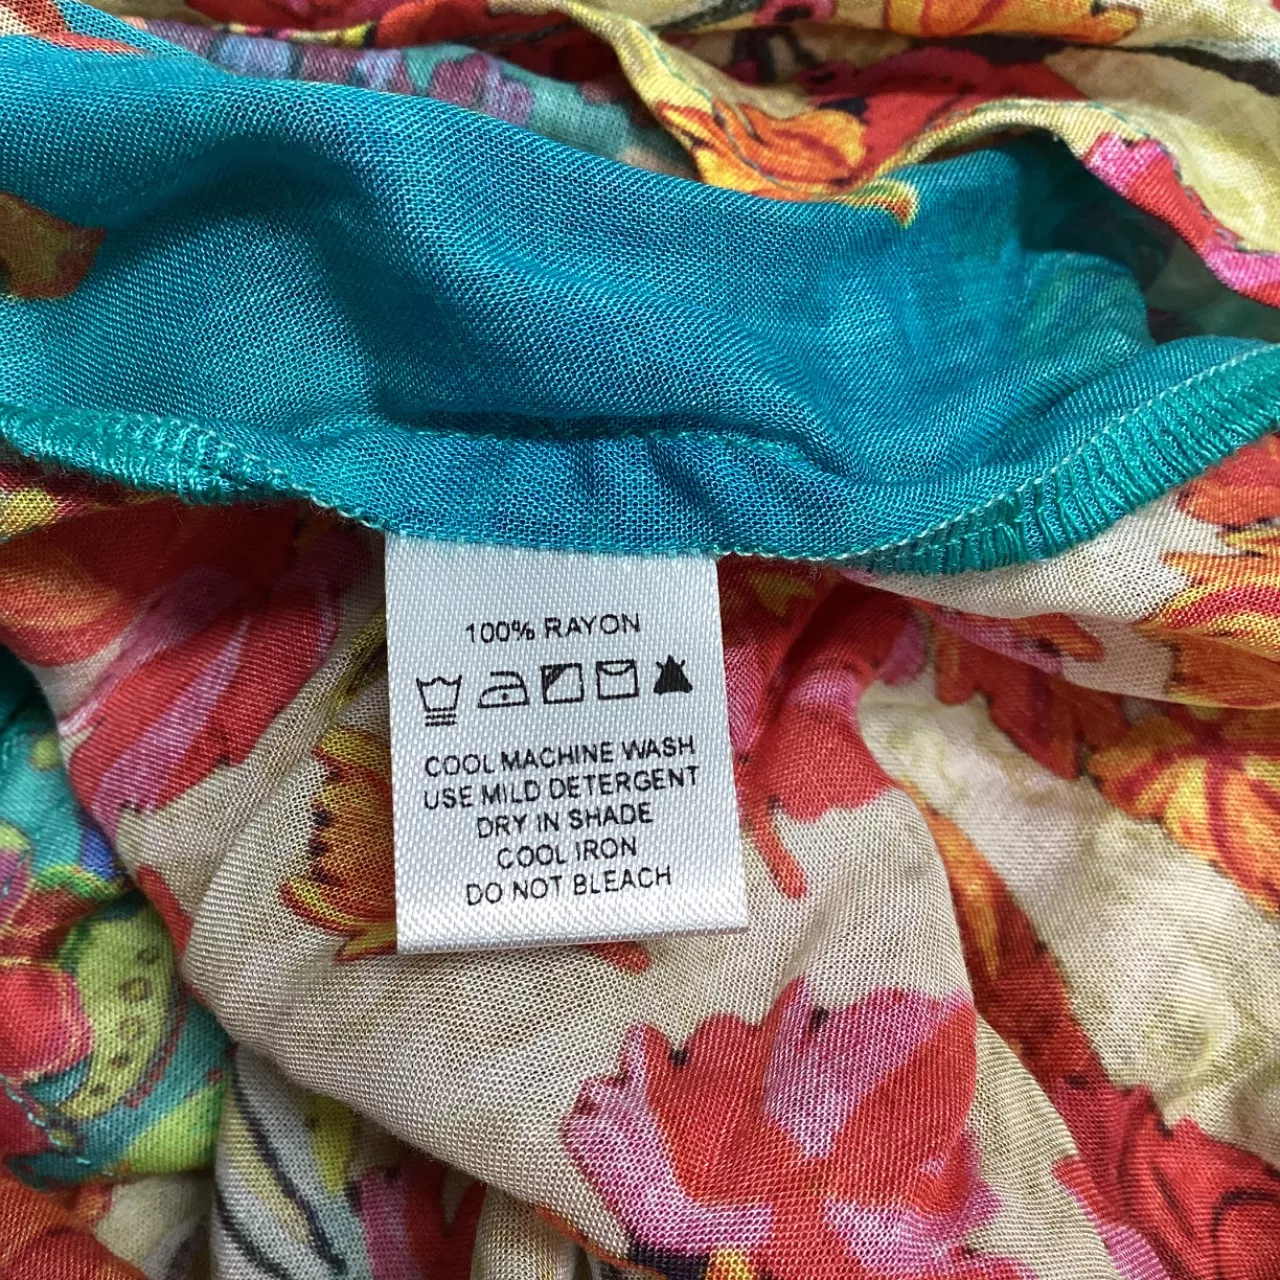 100% RAYON
COOL MACHINE WASH
USE MILD DETERGENT
DRY IN SHADE
COOL IRON
DO NOT BLEACH